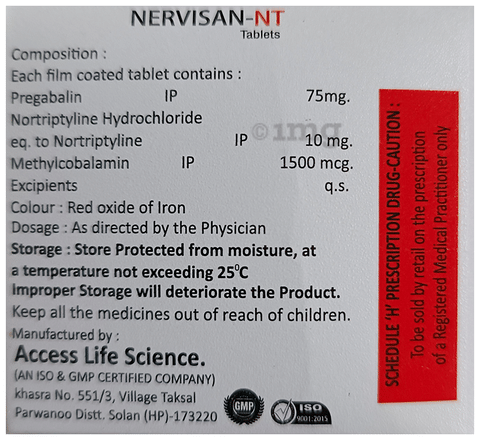 NERVISAN-NT
Tablets
Composition :
Each film coated tablet contains :
Pregabalin IP 75mg.
Nortriptyline Hydrochloride
eq. to Nortriptyline IP 10 mg.
Methylcobalamin IP 1500 mcg.
Excipients q.s.
Colour : Red oxide of Iron
Dosage : As directed by the Physician
Storage : Store Protected from moisture, at
a temperature not exceeding 25°C
Improper Storage will deteriorate the Product.
Keep all the medicines out of reach of children.
Manufactured by :
Access Life Science.
(AN ISO & GMP CERTIFIED COMPANY)
khasra No. 551/3, Village Taksal
Parwanoo Distt. Solan (HP)-173220
GMP
ISO
9001:2015
SCHEDULE 'H' PRESCRIPTION DRUG-CAUTION :
To be sold by retail on the prescription
of a Registered Medical Practitioner only
©1mg